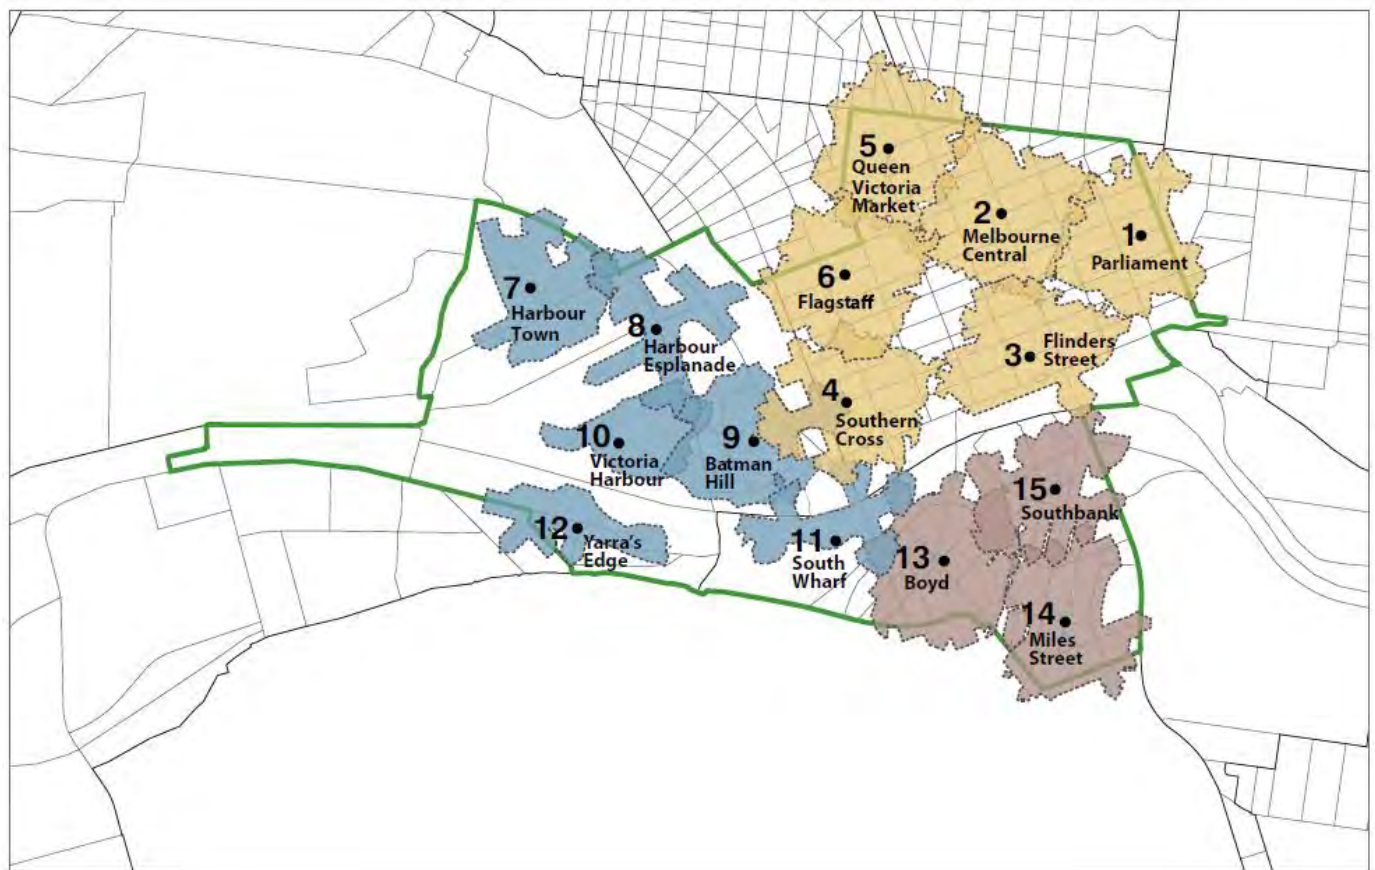 5
Queen
Victoria
Market
2
Melbourne
Central
1
Parliament
6
Flagstaff
7
Harbour
Town
8
Harbour
Esplanade
3
Flinders
Street
4
Southern
Cross
10
Victoria
Harbour
9
Batman
Hill
15
Southbank
12
Yarra's
Edge
11
South
Wharf
13
Boyd
14
Miles
Street